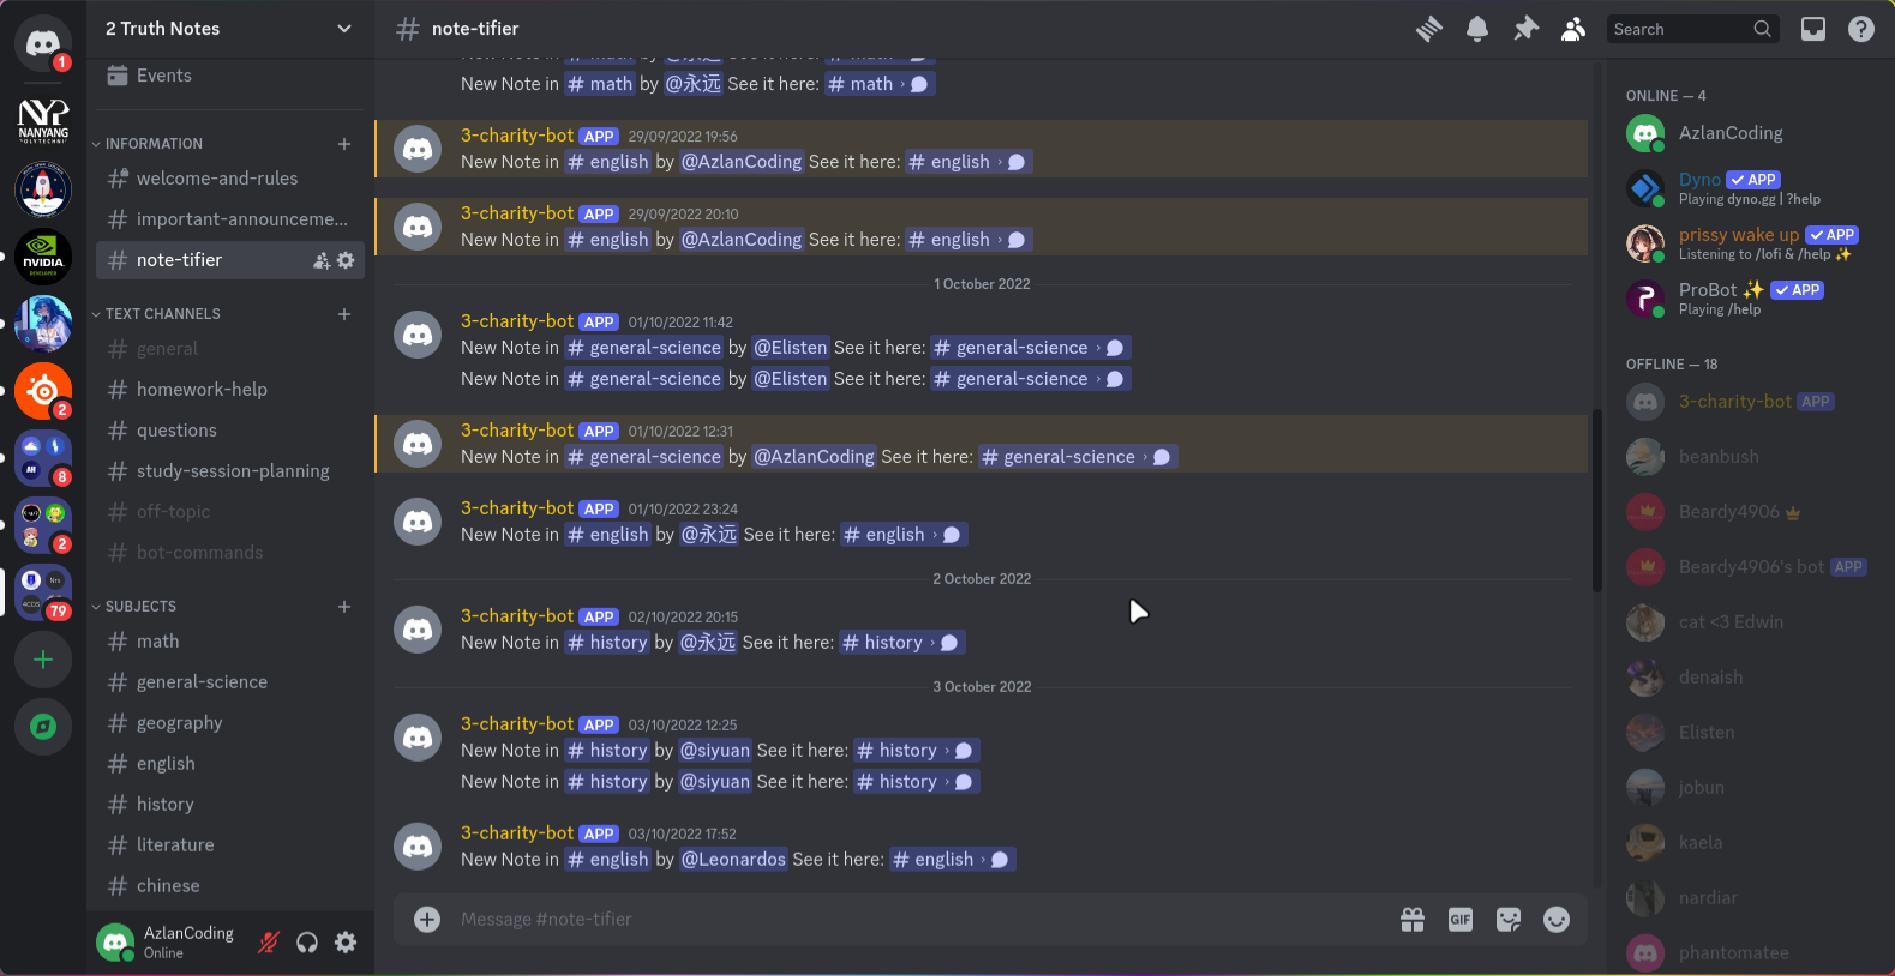 2 Truth Notes
# note-tifier
Search
1
Events
NYP
NANYANG
POLYTECHNIC
NVIDIA.
DEVELOPER
2
8
2
79
INFORMATION
welcome-and-rules
important-announceme...
note-tifier
TEXT CHANNELS
general
homework-help
questions
study-session-planning
off-topic
bot-commands
SUBJECTS
math
general-science
geography
english
history
literature
chinese
AzlanCoding
Online
New Note in # math by @永远 See it here: # math ›
3-charity-bot APP 29/09/2022 19:56
New Note in # english by @AzlanCoding See it here: # english ›
3-charity-bot APP 29/09/2022 20:10
New Note in # english by @AzlanCoding See it here: # english ›
1 October 2022
3-charity-bot APP 01/10/2022 11:42
New Note in # general-science by @Elisten See it here: # general-science ›
New Note in # general-science by @Elisten See it here: # general-science ›
3-charity-bot APP 01/10/2022 12:31
New Note in # general-science by @AzlanCoding See it here: # general-science ›
3-charity-bot APP 01/10/2022 23:24
New Note in # english by @永远 See it here: # english ›
2 October 2022
3-charity-bot APP 02/10/2022 20:15
New Note in # history by @永远 See it here: # history ›
3 October 2022
3-charity-bot APP 03/10/2022 12:25
New Note in # history by @siyuan See it here: # history ›
New Note in # history by @siyuan See it here: # history ›
3-charity-bot APP 03/10/2022 17:52
New Note in # english by @Leonardos See it here: # english ›
Message #note-tifier
GIF
ONLINE — 4
AzlanCoding
Dyno APP
Playing dyno.gg | ?help
prissy wake up APP
Listening to /lofi & /help ✨
ProBot ✨ APP
Playing /help
OFFLINE — 18
3-charity-bot APP
beanbush
Beardy4906
Beardy4906's bot APP
cat <3 Edwin
denaish
Elisten
jobun
kaela
nardiar
phantomatee